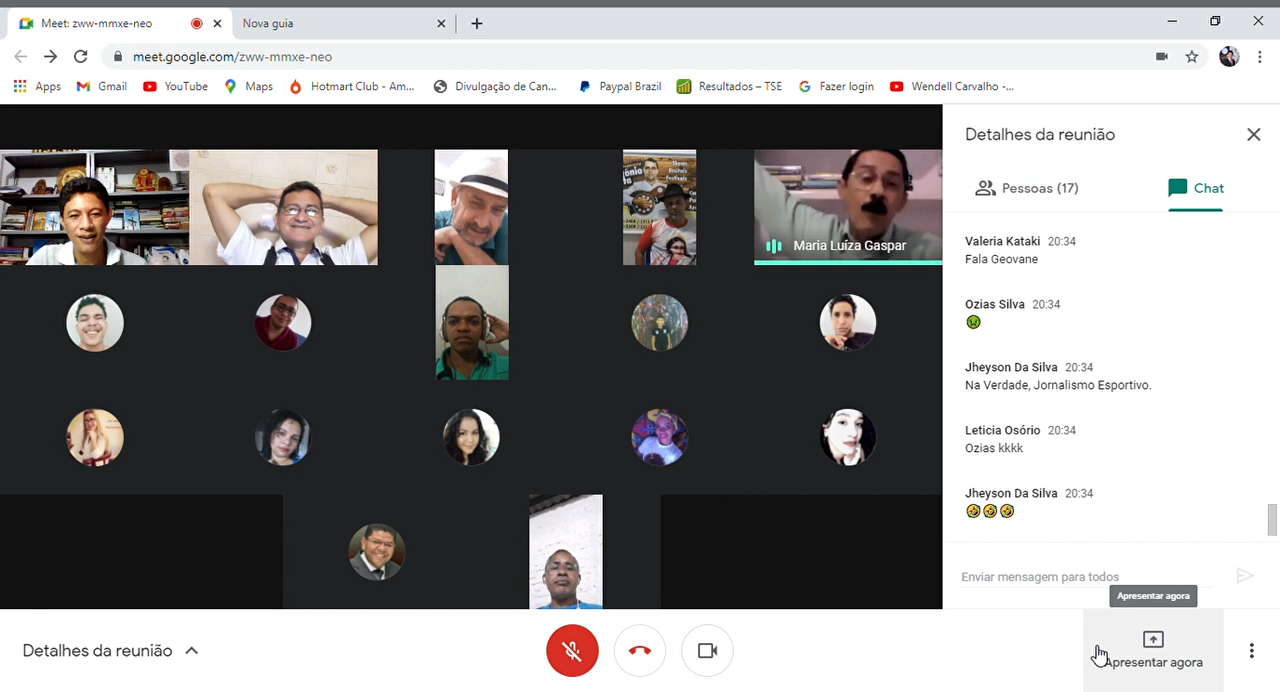 Meet: zww-mmxe-neo
Nova guia
meet.google.com/zww-mmxe-neo
Apps
Gmail
YouTube
Maps
Hotmart Club - Am...
Divulgação de Can...
Paypal Brazil
Resultados – TSE
Fazer login
Wendell Carvalho -...
Maria Luíza Gaspar
Detalhes da reunião
Pessoas (17)
Chat
Valeria Kataki 20:34
Fala Geovane
Ozias Silva 20:34
Jheyson Da Silva 20:34
Na Verdade, Jornalismo Esportivo.
Leticia Osório 20:34
Ozias kkkk
Jheyson Da Silva 20:34
🤣🤣🤣
Enviar mensagem para todos
Apresentar agora
Detalhes da reunião
Apresentar agora